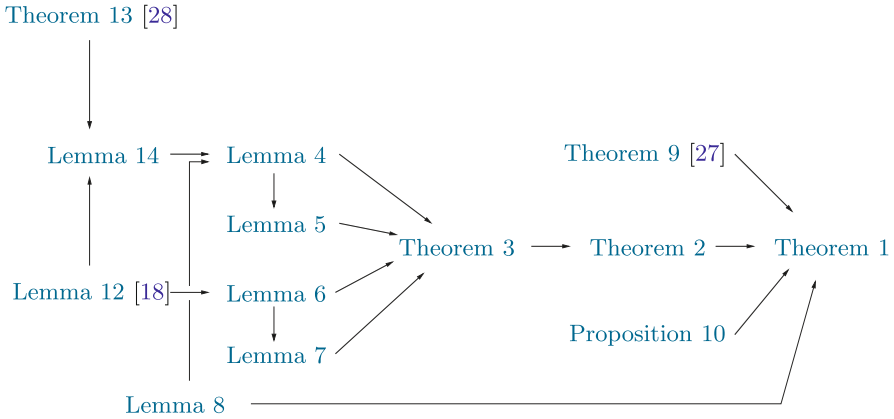 Theorem 13 [28]
Lemma 14
Lemma 4
Theorem 9 [27]
Lemma 5
Theorem 3
Theorem 2
Theorem 1
Lemma 12 [18]
Lemma 6
Proposition 10
Lemma 7
Lemma 8